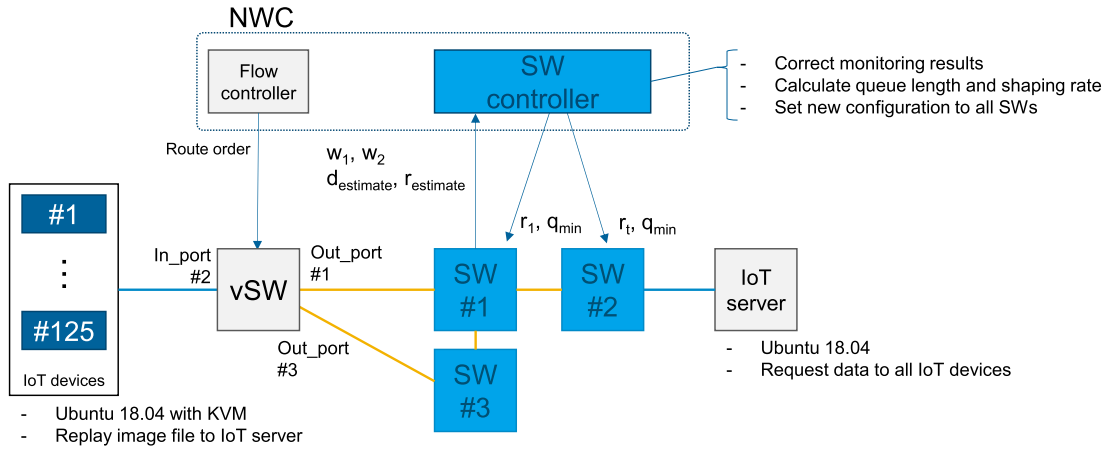 NWC
Flow
controller
SW
controller
- Correct monitoring results
- Calculate queue length and shaping rate
- Set new configuration to all SWs
Route order
w1, w2
destimate, restimate
r1, qmin
rt, qmin
#1
⋮
#125
IoT devices
In_port
#2
vSW
Out_port
#1
Out_port
#3
SW
#1
SW
#2
SW
#3
IoT
server
- Ubuntu 18.04
- Request data to all IoT devices
- Ubuntu 18.04 with KVM
- Replay image file to IoT server